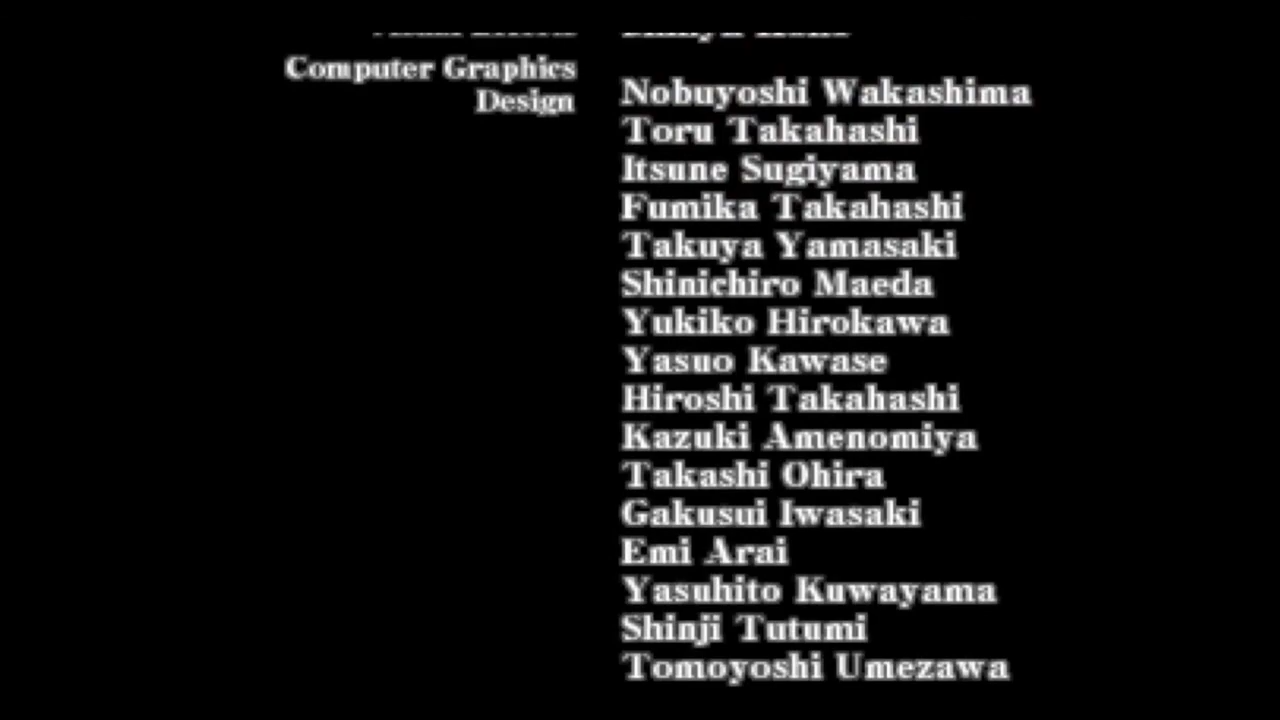 Computer Graphics
Design
Nobuyoshi Wakashima
Toru Takahashi
Itsune Sugiyama
Fumika Takahashi
Takuya Yamasaki
Shinichiro Maeda
Yukiko Hirokawa
Yasuo Kawase
Hiroshi Takahashi
Kazuki Amenomiya
Takashi Ohira
Gakusui Iwasaki
Emi Arai
Yasuhito Kuwayama
Shinji Tutumi
Tomoyoshi Umezawa